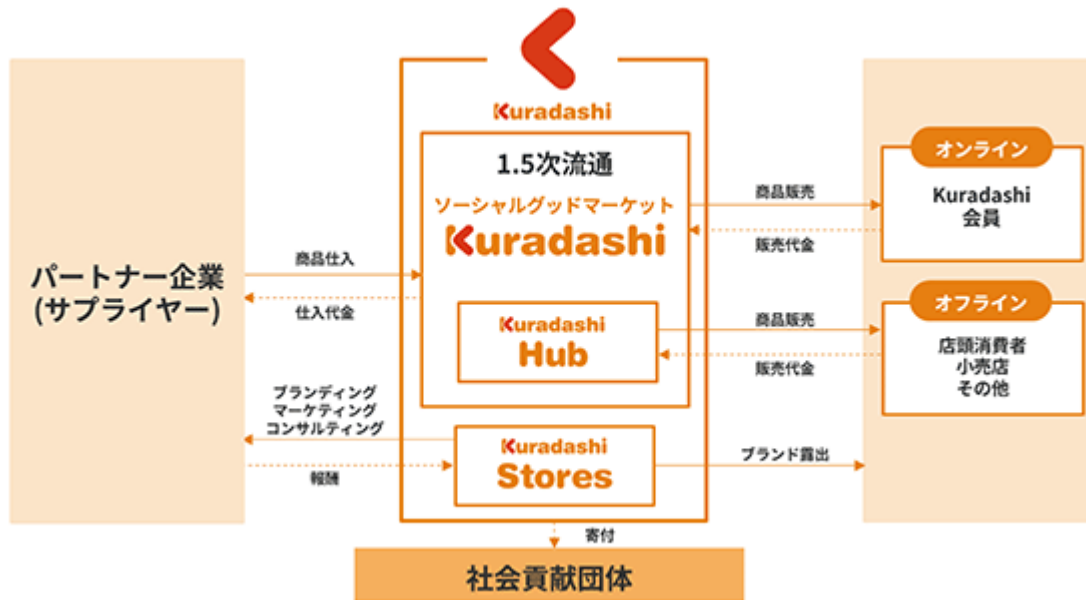 Kuradashi
1.5次流通
ソーシャルグッドマーケット
Kuradashi
パートナー企業
(サプライヤー)
商品仕入
仕入代金
商品販売
販売代金
オンライン
Kuradashi
会員
Kuradashi
Hub
商品販売
販売代金
オフライン
店頭消費者
小売店
その他
ブランディング
マーケティング
コンサルティング
報酬
Kuradashi
Stores
ブランド露出
寄付
社会貢献団体